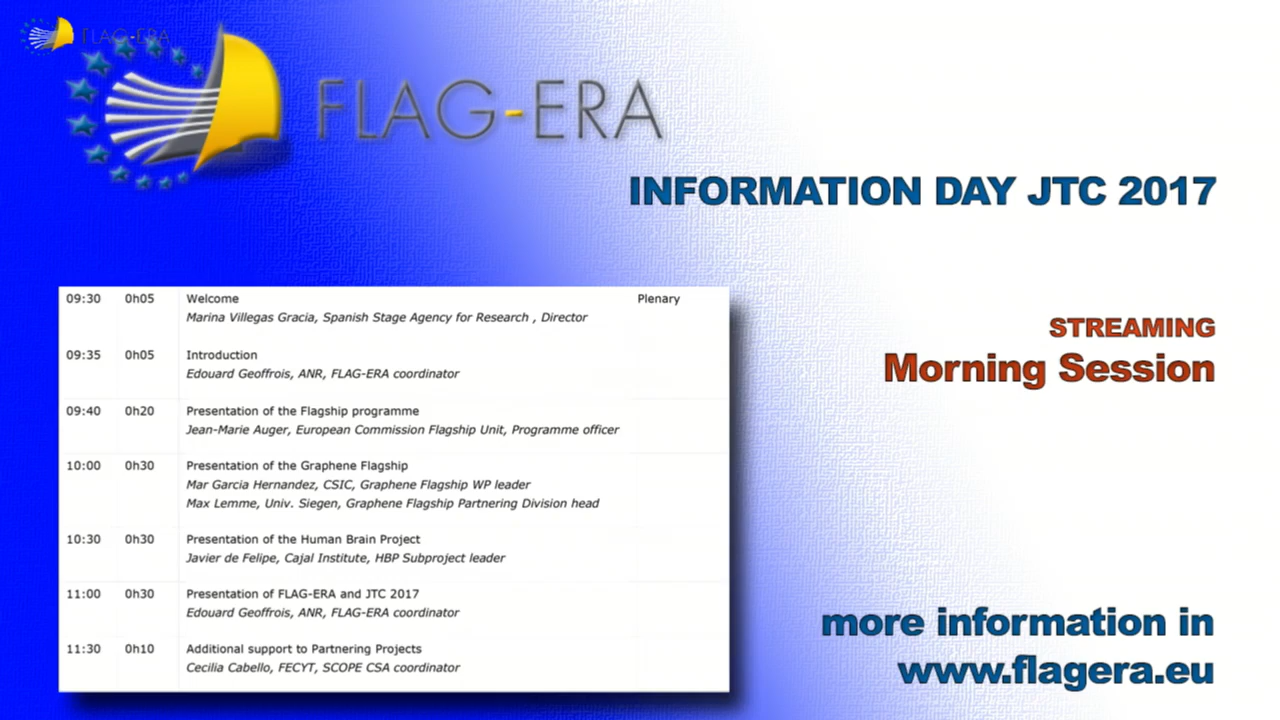 FLAG-ERA
FLAG-ERA
INFORMATION DAY JTC 2017
09:30 0h05 Welcome Plenary
Marina Villegas Gracia, Spanish Stage Agency for Research , Director
09:35 0h05 Introduction
Edouard Geoffrois, ANR, FLAG-ERA coordinator
09:40 0h20 Presentation of the Flagship programme
Jean-Marie Auger, European Commission Flagship Unit, Programme officer
10:00 0h30 Presentation of the Graphene Flagship
Mar Garcia Hernandez, CSIC, Graphene Flagship WP leader
Max Lemme, Univ. Siegen, Graphene Flagship Partnering Division head
10:30 0h30 Presentation of the Human Brain Project
Javier de Felipe, Cajal Institute, HBP Subproject leader
11:00 0h30 Presentation of FLAG-ERA and JTC 2017
Edouard Geoffrois, ANR, FLAG-ERA coordinator
11:30 0h10 Additional support to Partnering Projects
Cecilia Cabello, FECYT, SCOPE CSA coordinator
STREAMING
Morning Session
more information in
www.flagera.eu